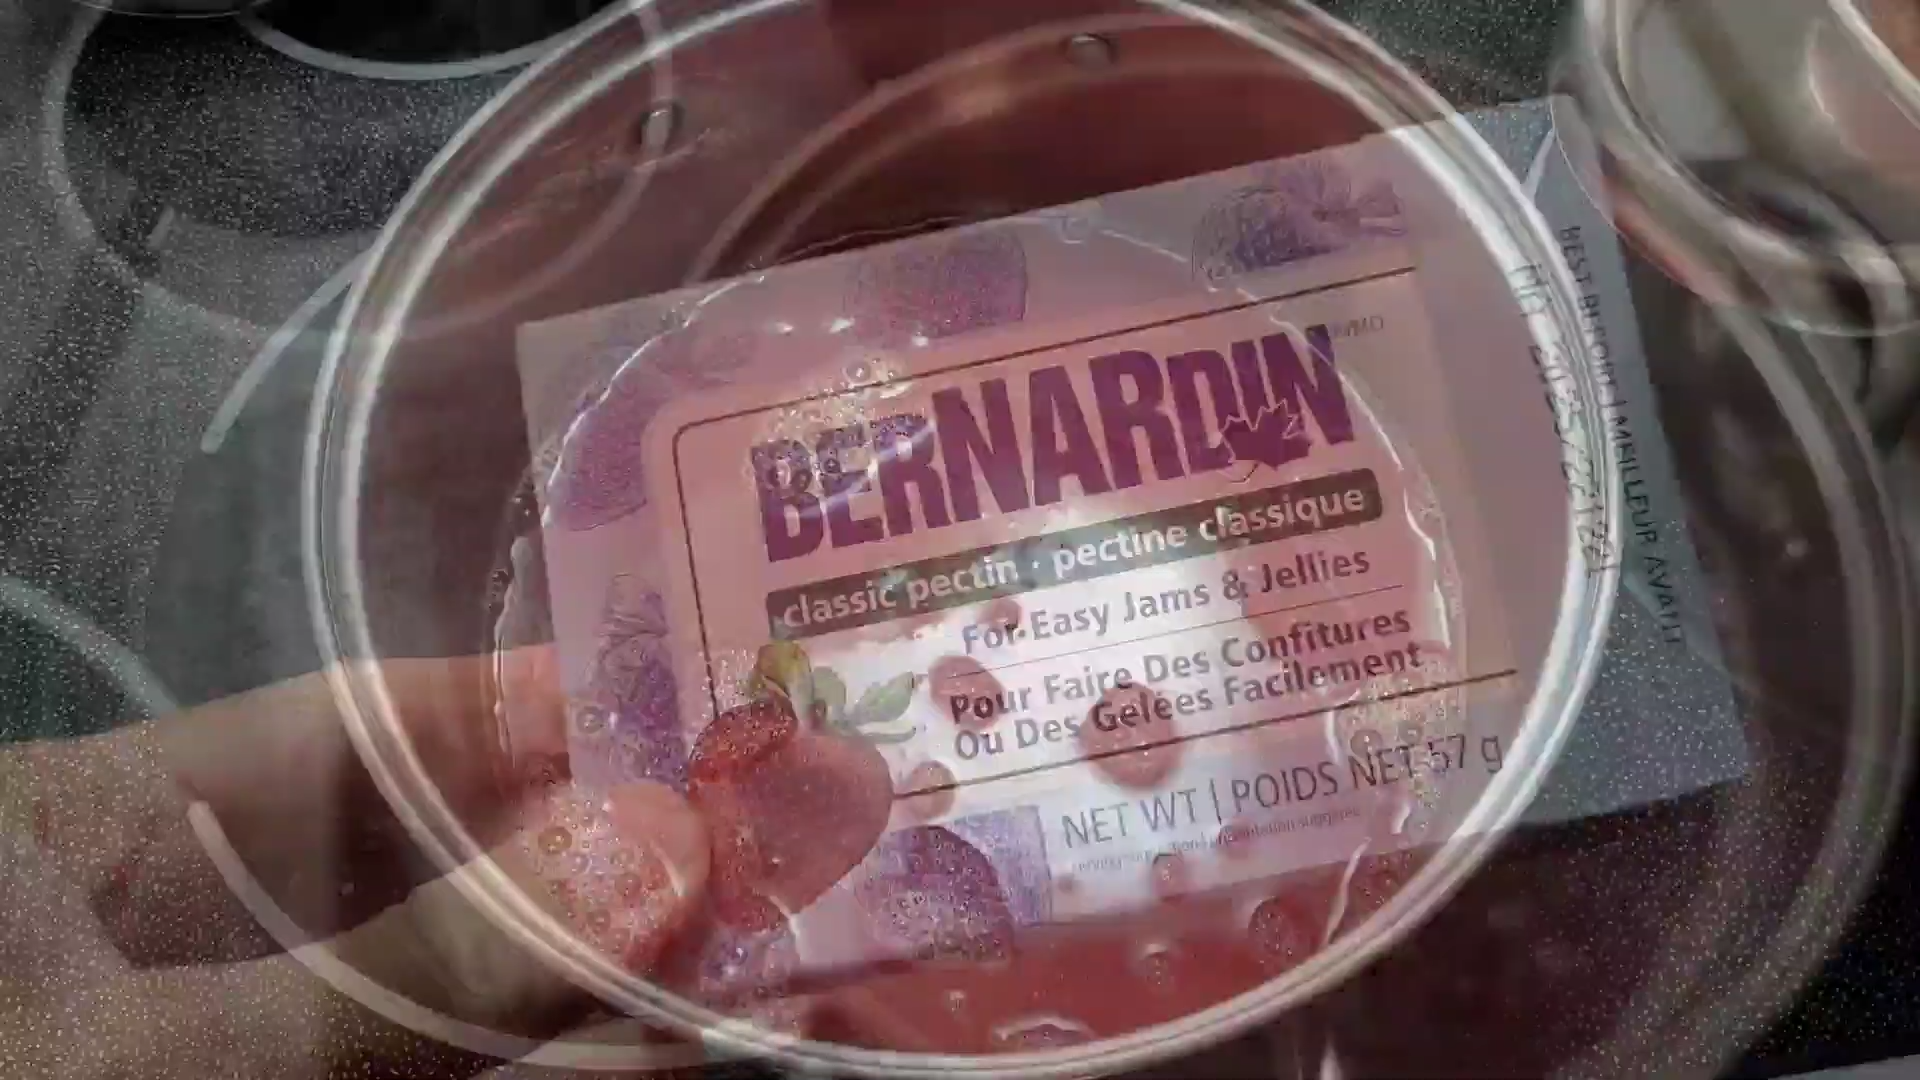 BERNARDIN
classic pectin · pectine classique
For Easy Jams & Jellies
Pour Faire Des Confitures
Ou Des Gelées Facilement
NET WT | POIDS NET 57 g
BEST BEFORE | MEILLEUR AVANT